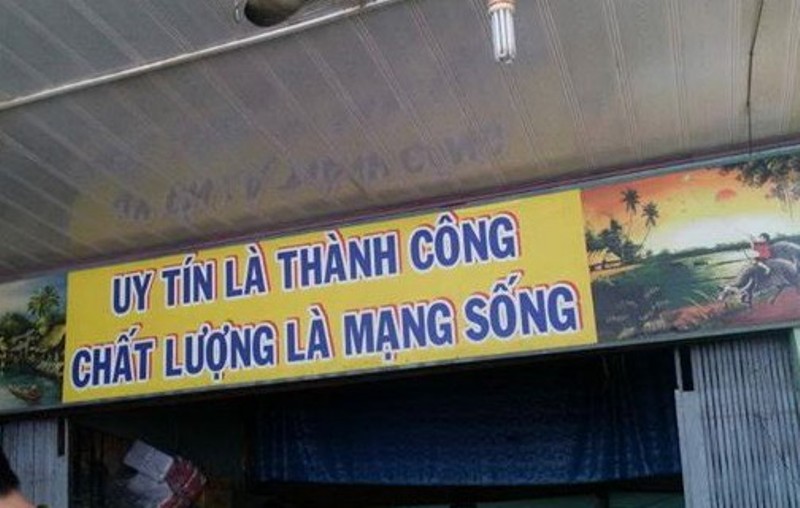 UY TÍN LÀ THÀNH CÔNG
CHẤT LƯỢNG LÀ MẠNG SỐNG